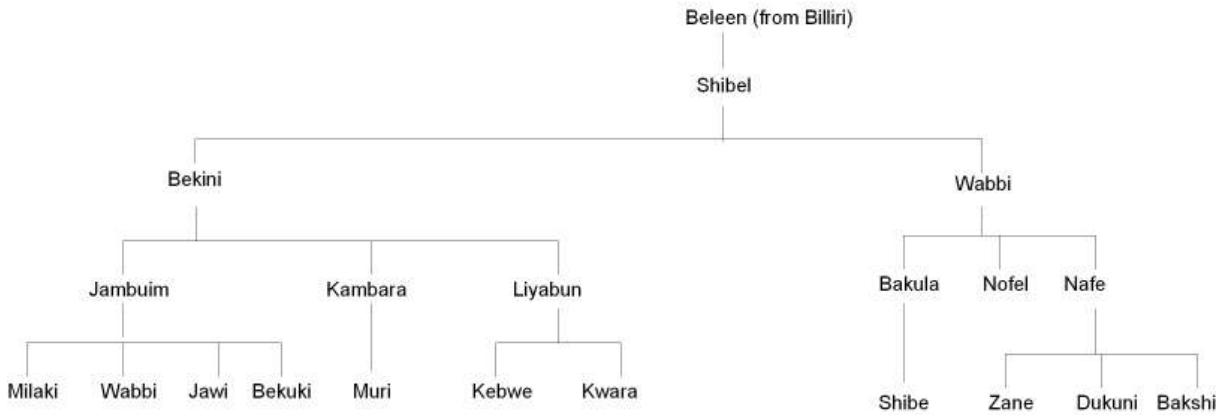 Beleen (from Billiri)
Shibel
Bekini Wabbi
Jambuim Kambara Liyabun Bakula Nofel Nafe
Milaki Wabbi Jawi Bekuki Muri Kebwe Kwara Shibe Zane Dukuni Bakshi